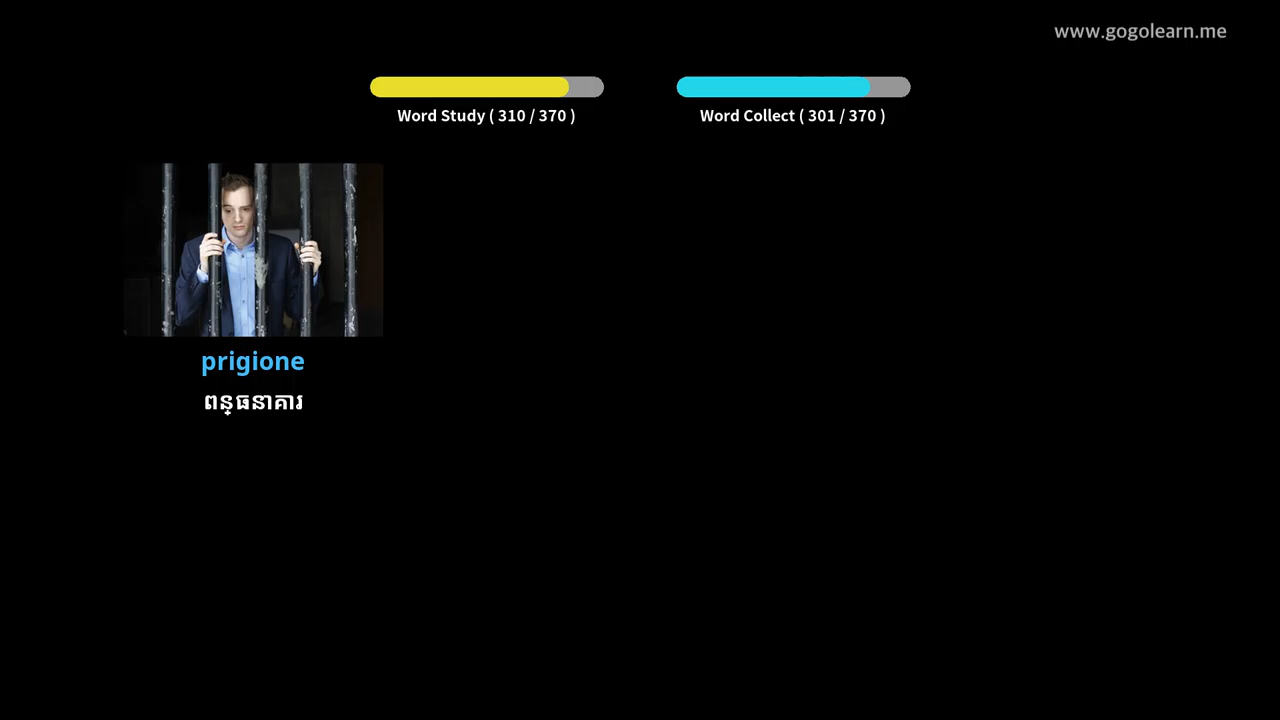 www.gogolearn.me
Word Study ( 310 / 370 )
Word Collect ( 301 / 370 )
prigione
ពន្ធនាគារ